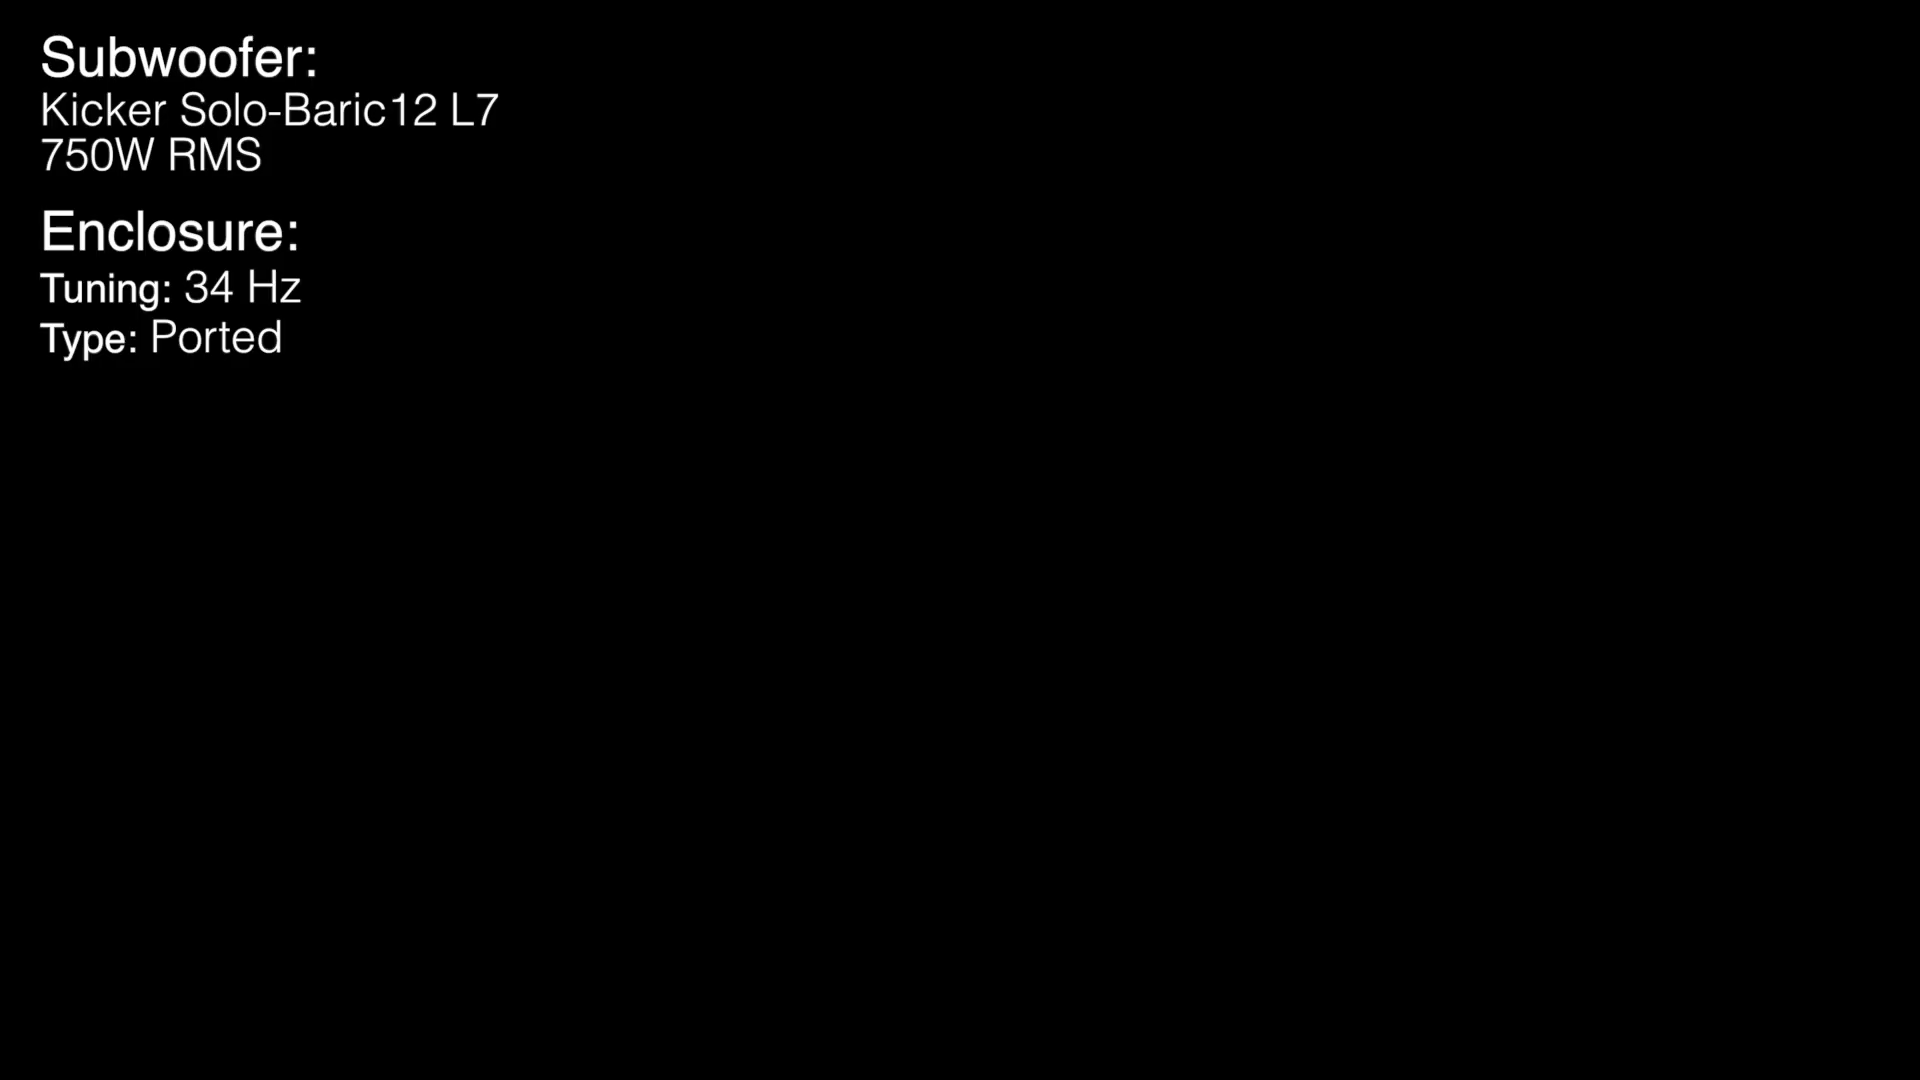 Subwoofer:
Kicker Solo-Baric12 L7
750W RMS
Enclosure:
Tuning: 34 Hz
Type: Ported